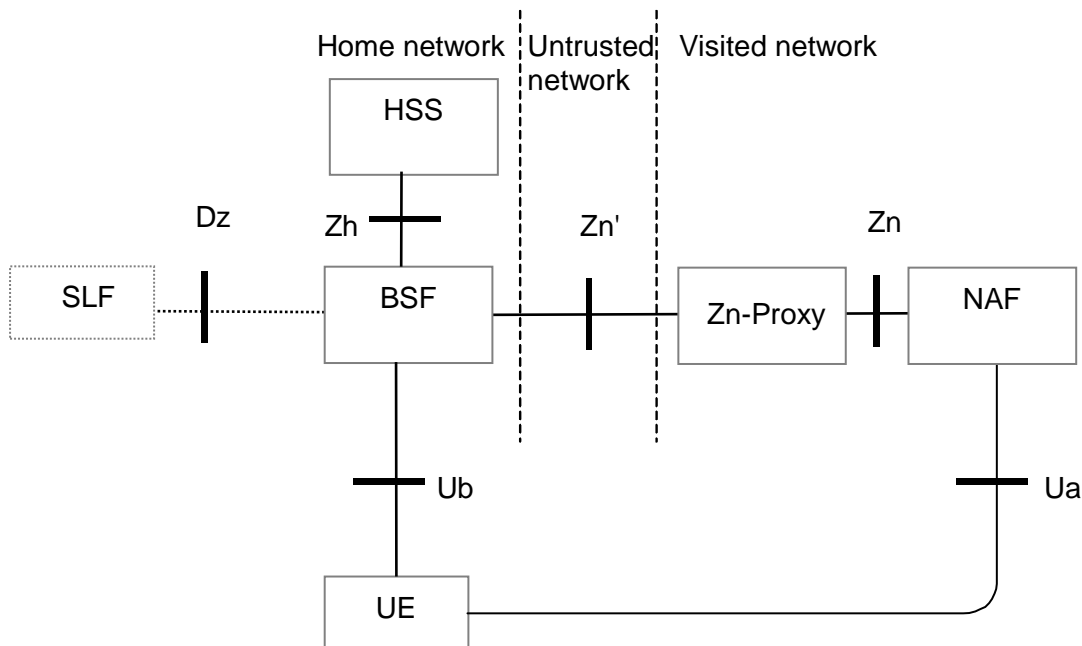 Home network
Untrusted network
Visited network
HSS
Dz
Zh
Zn'
Zn
SLF
BSF
Zn-Proxy
NAF
Ub
Ua
UE